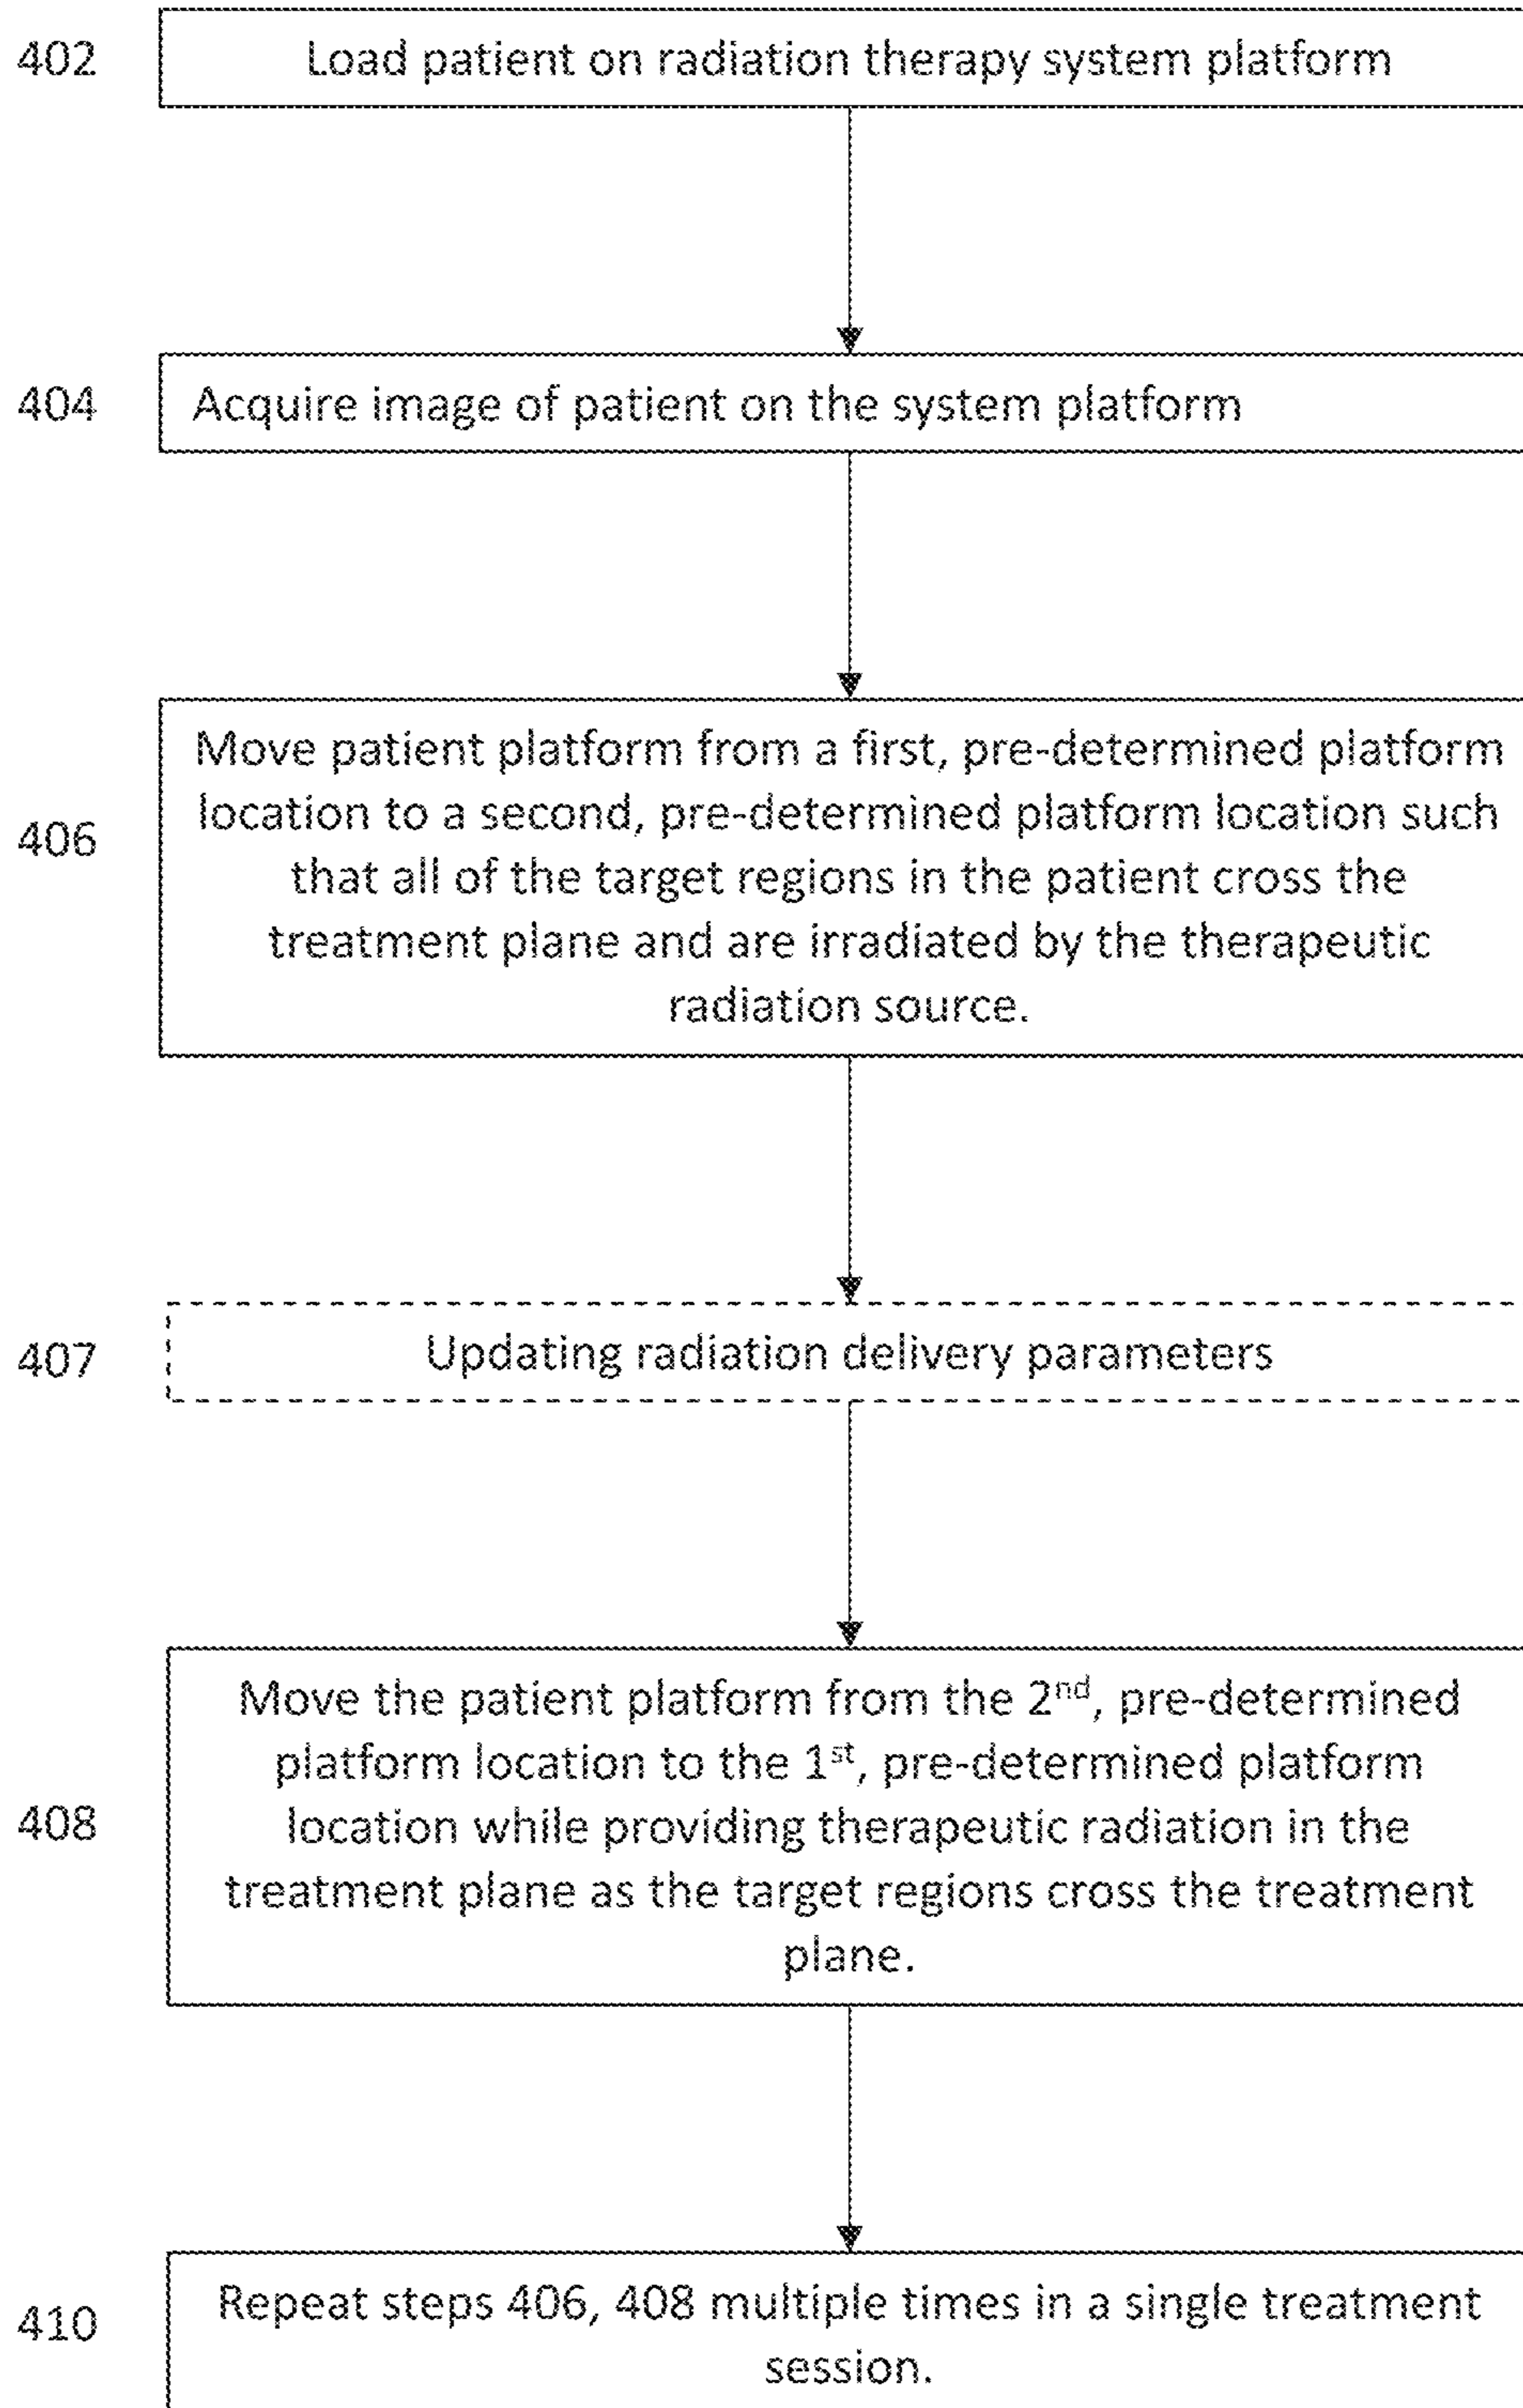 402
Load patient on radiation therapy system platform
404
Acquire image of patient on the system platform
406
Move patient platform from a first, pre-determined platform
location to a second, pre-determined platform location such
that all of the target regions in the patient cross the
treatment plane and are irradiated by the therapeutic
radiation source.
407
Updating radiation delivery parameters
408
Move the patient platform from the 2nd, pre-determined
platform location to the 1st, pre-determined platform
location while providing therapeutic radiation in the
treatment plane as the target regions cross the treatment
plane.
410
Repeat steps 406, 408 multiple times in a single treatment
session.